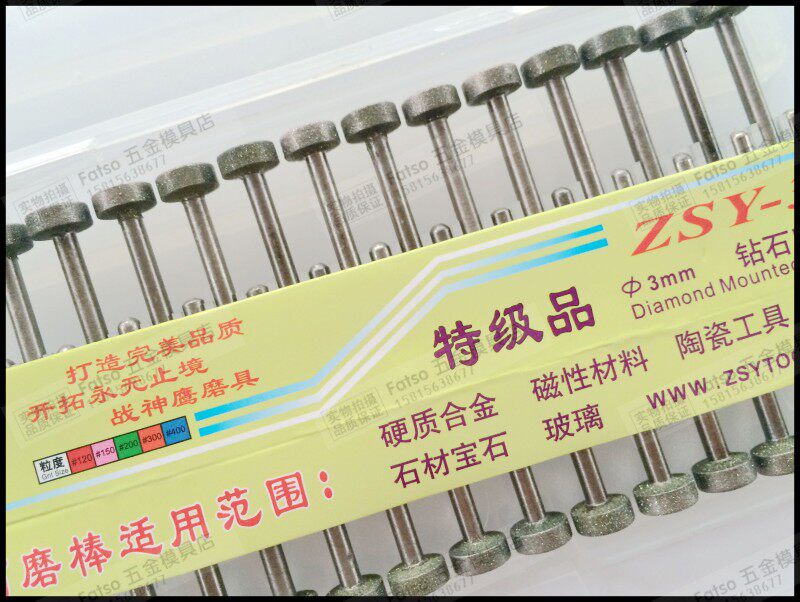 ZSY-
Φ 3mm
钻石
Diamond Mounted
特级品
打造完美品质
开拓永无止境
战神鹰磨具
粒度 #120 #150 #200 #300 #400
Grit Size
硬质合金 磁性材料 陶瓷工具
石材宝石 玻璃 WWW.ZSYTOO
磨棒适用范围:
Fatso 五金模具店
15815638677
实物拍摄
品质保证